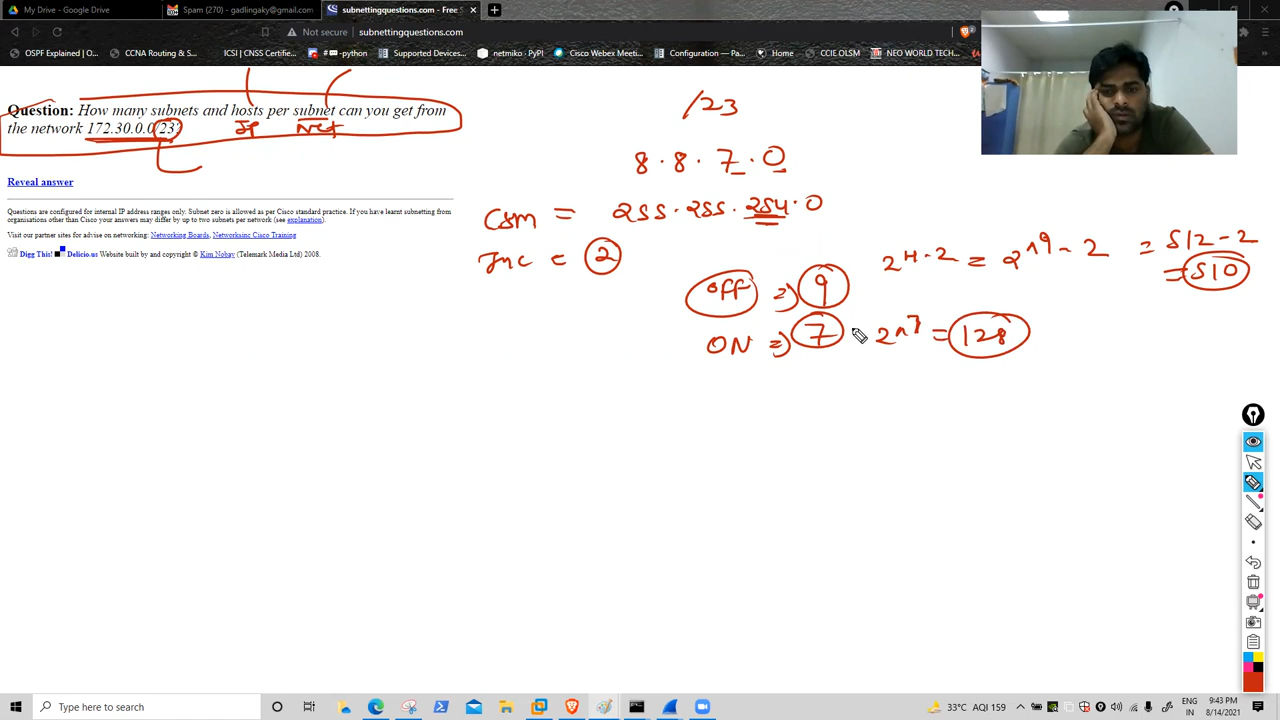 My Drive - Google Drive
Spam (270) - gadlingaky@gmail.com
subnettingquestions.com - Free S
Not secure
subnettingquestions.com
OSPF Explained | O...
CCNA Routing & S...
ICSI | CNSS Certific...
#-python
netmiko · PyPI
Cisco Webex Meet...
Configuration — P...
Supported Devices...
Home
CCIE OLSM
NEO WORLD TECH...
Question: How many subnets and hosts per subnet can you get from
the network 172.30.0.0/23?
IP Net
Reveal answer
Questions are configured for internal IP address ranges only. Subnet zero is allowed as per Cisco standard practice. If you have learnt subnetting from
organisations other than Cisco your answers may differ by up to two subnets per network (see explanation).
Visit our partner sites for advise on networking: Networking Boards, Networksinc Cisco Training
Digg This! Delicio.us Website built by and copyright © Kim Nobay (Telemark Media Ltd) 2008.
/23
8 . 8 . 7 . 0
CSM = 255.255.254.0
Inc = 2
OFF => 9
2^H-2 = 2^9 - 2 = 512-2
= 510
ON => 7 2^7 = 128
Type here to search
33°C AQI 159
ENG
IN
9:43 PM
8/14/2021